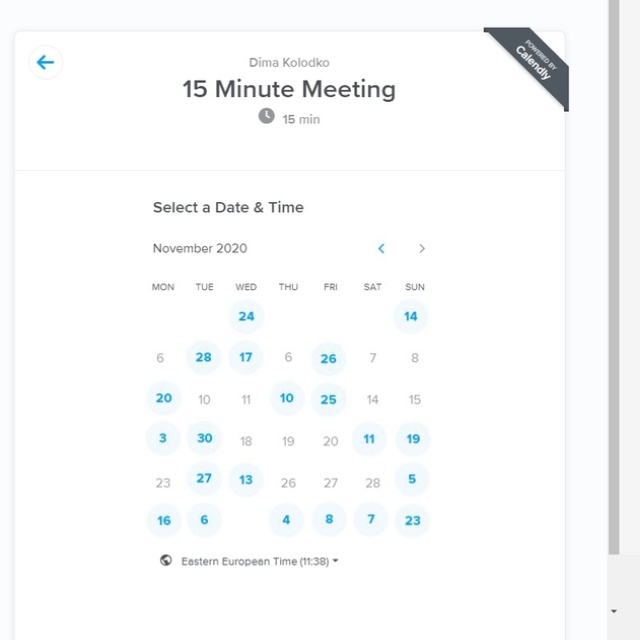 POWERED BY
Calendly
Dima Kolodko
15 Minute Meeting
15 min
Select a Date & Time
November 2020
MON TUE WED THU FRI SAT SUN
24 14
6 28 17 6 26 7 8
20 10 11 10 25 14 15
3 30 18 19 20 11 19
23 27 13 26 27 28 5
16 6 4 8 7 23
Eastern European Time (11:38)